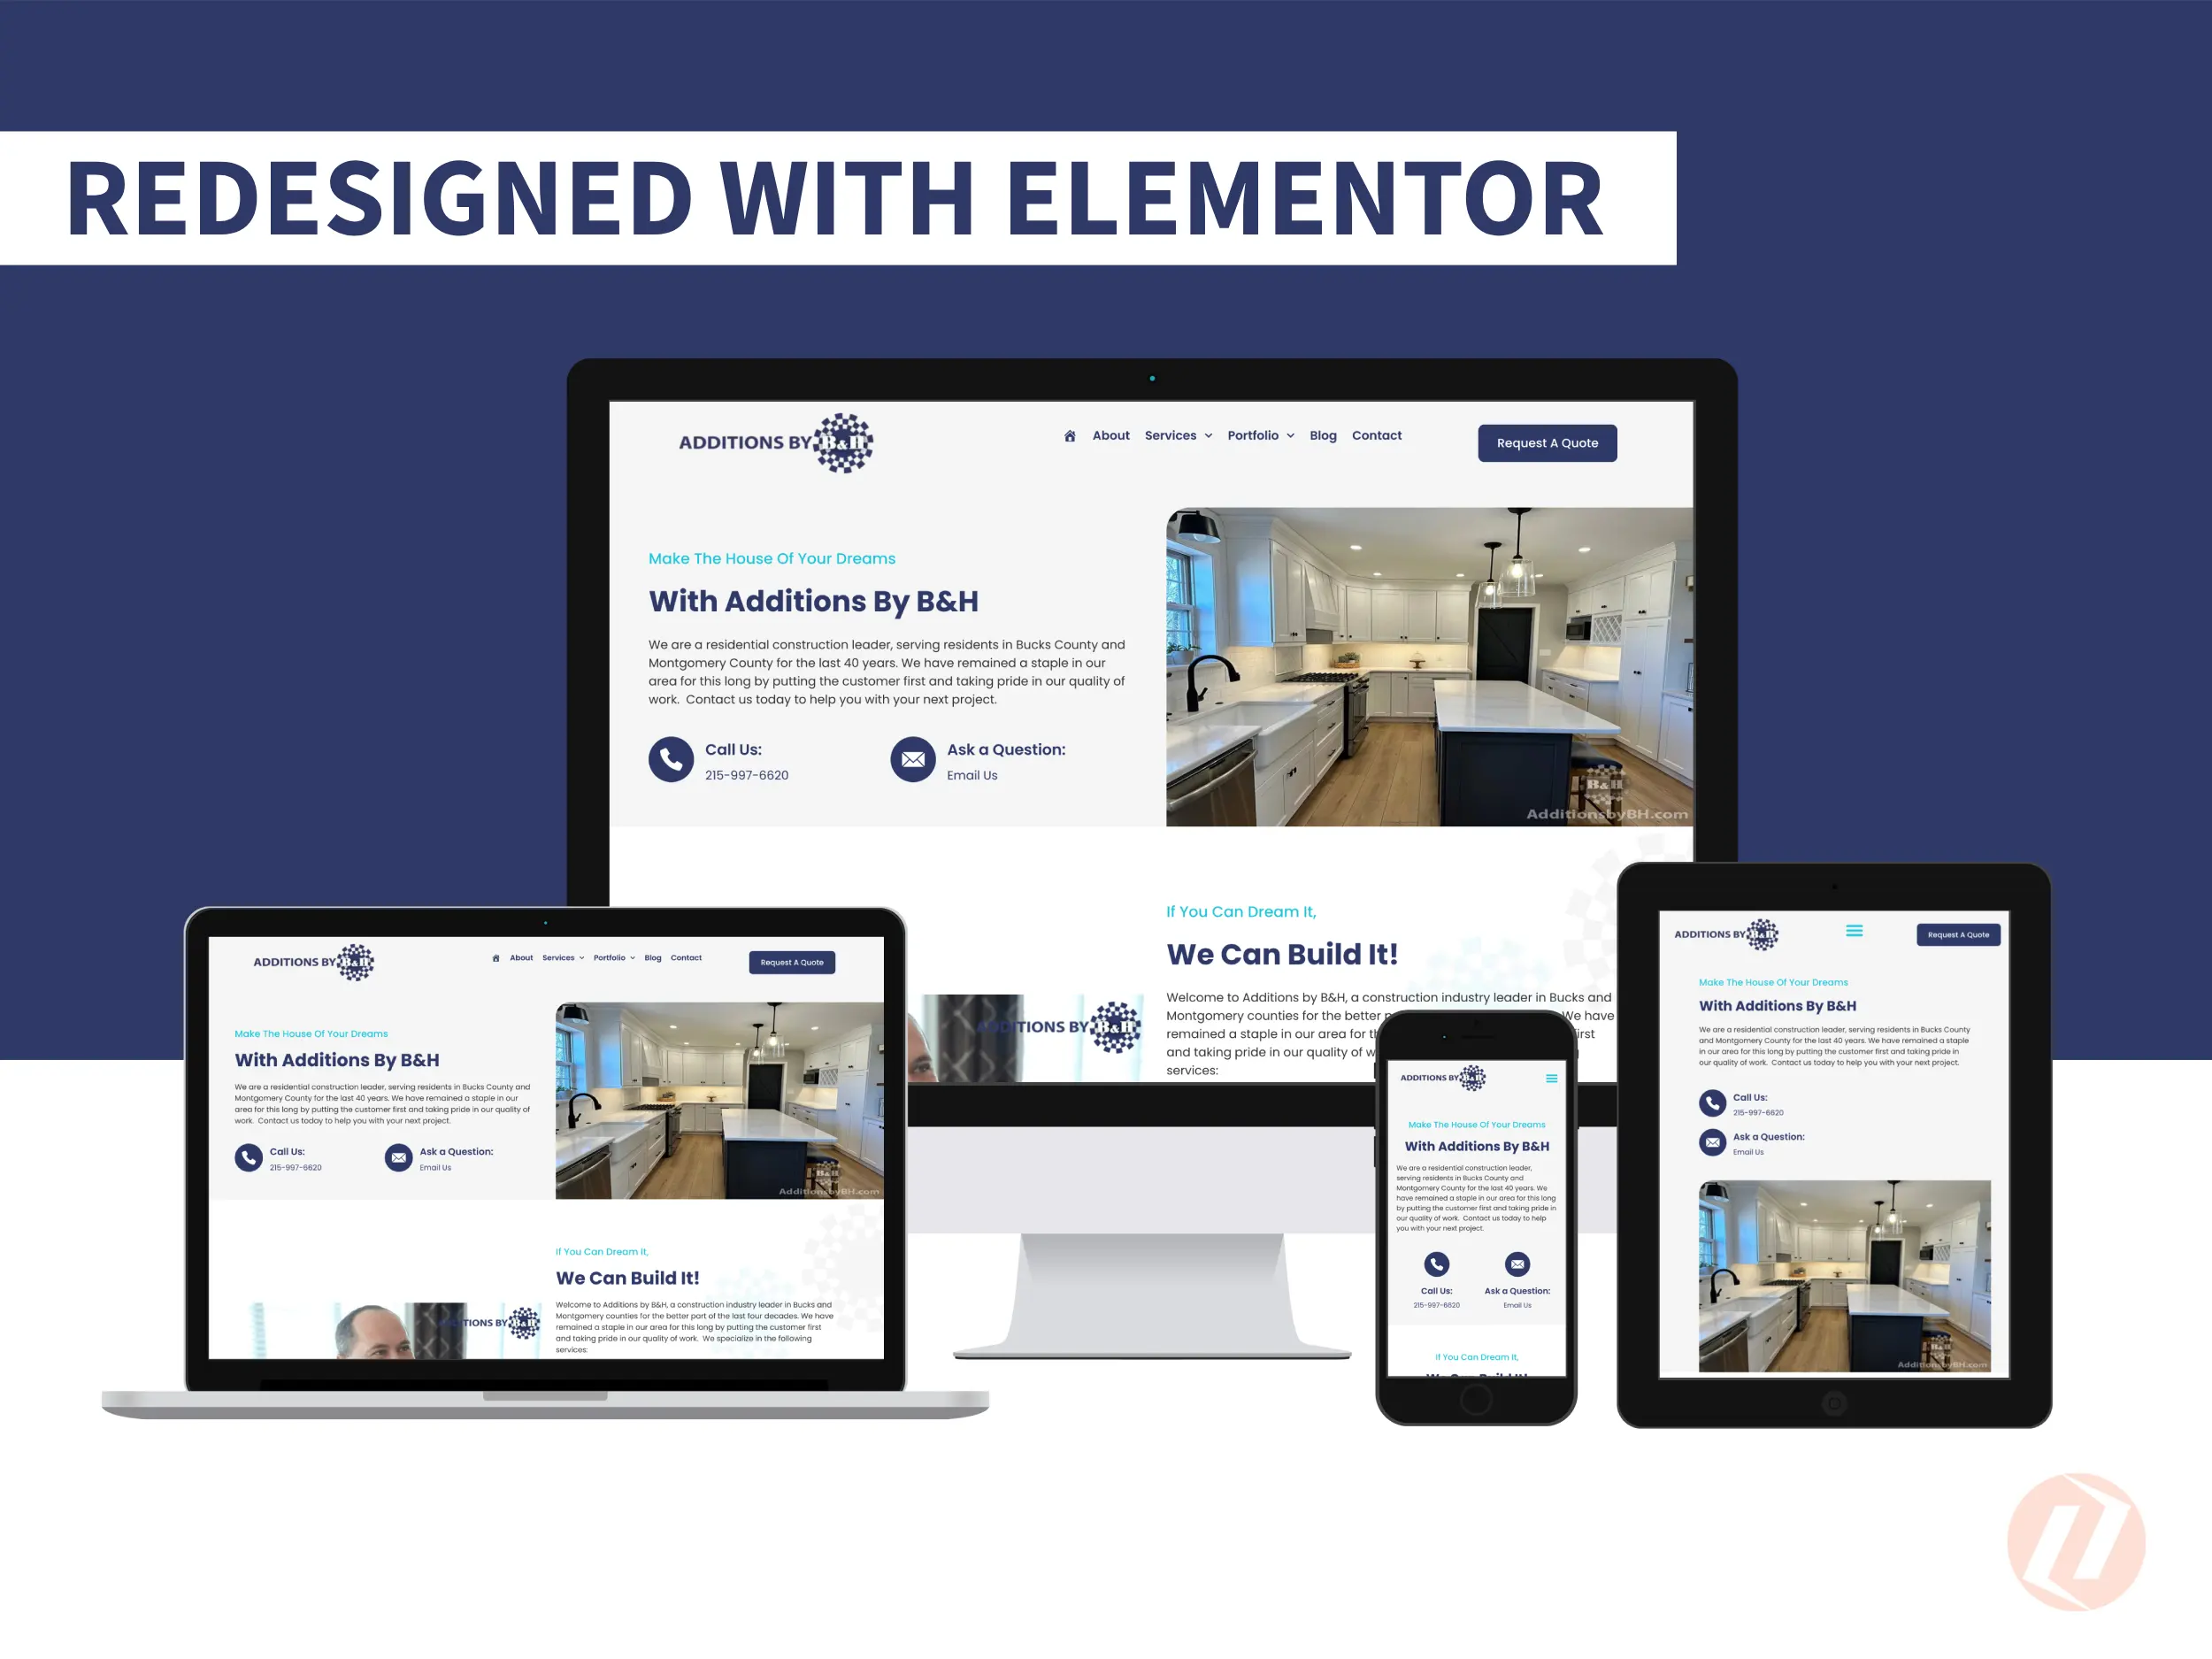 REDESIGNED WITH ELEMENTOR
ADDITIONS BY B&H
About Services Portfolio Blog Contact
Request A Quote
Make The House Of Your Dreams
With Additions By B&H
We are a residential construction leader, serving residents in Bucks County and
Montgomery County for the last 40 years. We have remained a staple in our
area for this long by putting the customer first and taking pride in our quality of
work.  Contact us today to help you with your next project.
Call Us:
215-997-6620
Ask a Question:
Email Us
B&H
AdditionsbyBH.com
If You Can Dream It,
We Can Build It!
Welcome to Additions by B&H, a construction industry leader in Bucks and
Montgomery counties for the better We have
remained a staple in our area for first
and taking pride in our quality of
services:
DITIONS BY B&H
ADDITIONS BY B&H
About Services Portfolio Blog Contact
Request A Quote
Make The House Of Your Dreams
With Additions By B&H
We are a residential construction leader, serving residents in Bucks County and
Montgomery County for the last 40 years. We have remained a staple in our
area for this long by putting the customer first and taking pride in our quality of
work.  Contact us today to help you with your next project.
Call Us:
215-997-6620
Ask a Question:
Email Us
B&H
AdditionsbyBH.com
If You Can Dream It,
We Can Build It!
Welcome to Additions by B&H, a construction industry leader in Bucks and
Montgomery counties for the better part of the last four decades. We have
remained a staple in our area for this long by putting the customer first
and taking pride in our quality of work.  We specialize in the following
services:
TIONS BY B&H
ADDITIONS BY B&H
Make The House Of Your Dreams
With Additions By B&H
We are a residential construction leader,
serving residents in Bucks County and
Montgomery County for the last 40 years. We
have remained a staple in our area for this long
by putting the customer first and taking pride in
our quality of work.  Contact us today to help
you with your next project.
Call Us:
215-997-6620
Ask a Question:
Email Us
If You Can Dream It,
We Can Build It!
ADDITIONS BY B&H
Request A Quote
Make The House Of Your Dreams
With Additions By B&H
We are a residential construction leader, serving residents in Bucks County
and Montgomery County for the last 40 years. We have remained a staple
in our area for this long by putting the customer first and taking pride in
our quality of work.  Contact us today to help you with your next project.
Call Us:
215-997-6620
Ask a Question:
Email Us
B&H
AdditionsbyBH.com